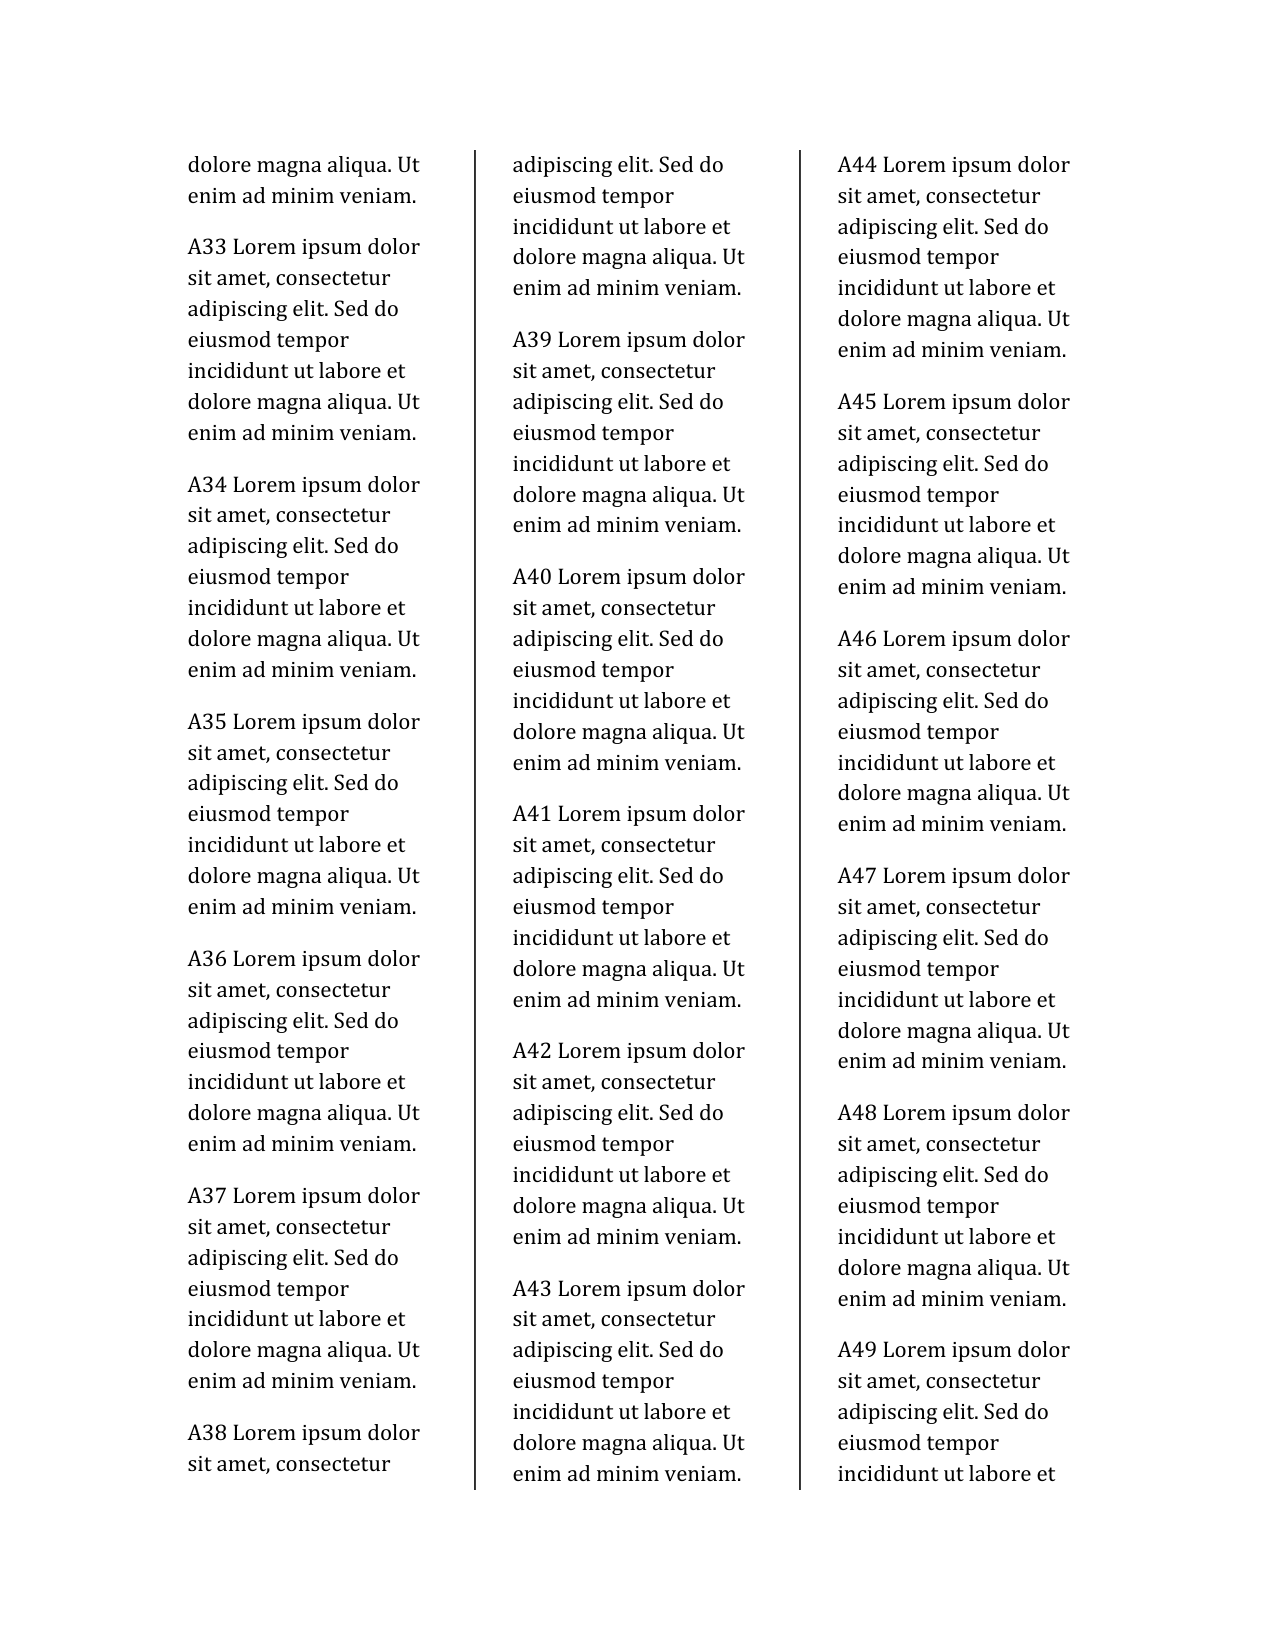 dolore magna aliqua. Ut
enim ad minim veniam.
A33 Lorem ipsum dolor
sit amet, consectetur
adipiscing elit. Sed do
eiusmod tempor
incididunt ut labore et
dolore magna aliqua. Ut
enim ad minim veniam.
A34 Lorem ipsum dolor
sit amet, consectetur
adipiscing elit. Sed do
eiusmod tempor
incididunt ut labore et
dolore magna aliqua. Ut
enim ad minim veniam.
A35 Lorem ipsum dolor
sit amet, consectetur
adipiscing elit. Sed do
eiusmod tempor
incididunt ut labore et
dolore magna aliqua. Ut
enim ad minim veniam.
A36 Lorem ipsum dolor
sit amet, consectetur
adipiscing elit. Sed do
eiusmod tempor
incididunt ut labore et
dolore magna aliqua. Ut
enim ad minim veniam.
A37 Lorem ipsum dolor
sit amet, consectetur
adipiscing elit. Sed do
eiusmod tempor
incididunt ut labore et
dolore magna aliqua. Ut
enim ad minim veniam.
A38 Lorem ipsum dolor
sit amet, consectetur
adipiscing elit. Sed do
eiusmod tempor
incididunt ut labore et
dolore magna aliqua. Ut
enim ad minim veniam.
A39 Lorem ipsum dolor
sit amet, consectetur
adipiscing elit. Sed do
eiusmod tempor
incididunt ut labore et
dolore magna aliqua. Ut
enim ad minim veniam.
A40 Lorem ipsum dolor
sit amet, consectetur
adipiscing elit. Sed do
eiusmod tempor
incididunt ut labore et
dolore magna aliqua. Ut
enim ad minim veniam.
A41 Lorem ipsum dolor
sit amet, consectetur
adipiscing elit. Sed do
eiusmod tempor
incididunt ut labore et
dolore magna aliqua. Ut
enim ad minim veniam.
A42 Lorem ipsum dolor
sit amet, consectetur
adipiscing elit. Sed do
eiusmod tempor
incididunt ut labore et
dolore magna aliqua. Ut
enim ad minim veniam.
A43 Lorem ipsum dolor
sit amet, consectetur
adipiscing elit. Sed do
eiusmod tempor
incididunt ut labore et
dolore magna aliqua. Ut
enim ad minim veniam.
A44 Lorem ipsum dolor
sit amet, consectetur
adipiscing elit. Sed do
eiusmod tempor
incididunt ut labore et
dolore magna aliqua. Ut
enim ad minim veniam.
A45 Lorem ipsum dolor
sit amet, consectetur
adipiscing elit. Sed do
eiusmod tempor
incididunt ut labore et
dolore magna aliqua. Ut
enim ad minim veniam.
A46 Lorem ipsum dolor
sit amet, consectetur
adipiscing elit. Sed do
eiusmod tempor
incididunt ut labore et
dolore magna aliqua. Ut
enim ad minim veniam.
A47 Lorem ipsum dolor
sit amet, consectetur
adipiscing elit. Sed do
eiusmod tempor
incididunt ut labore et
dolore magna aliqua. Ut
enim ad minim veniam.
A48 Lorem ipsum dolor
sit amet, consectetur
adipiscing elit. Sed do
eiusmod tempor
incididunt ut labore et
dolore magna aliqua. Ut
enim ad minim veniam.
A49 Lorem ipsum dolor
sit amet, consectetur
adipiscing elit. Sed do
eiusmod tempor
incididunt ut labore et